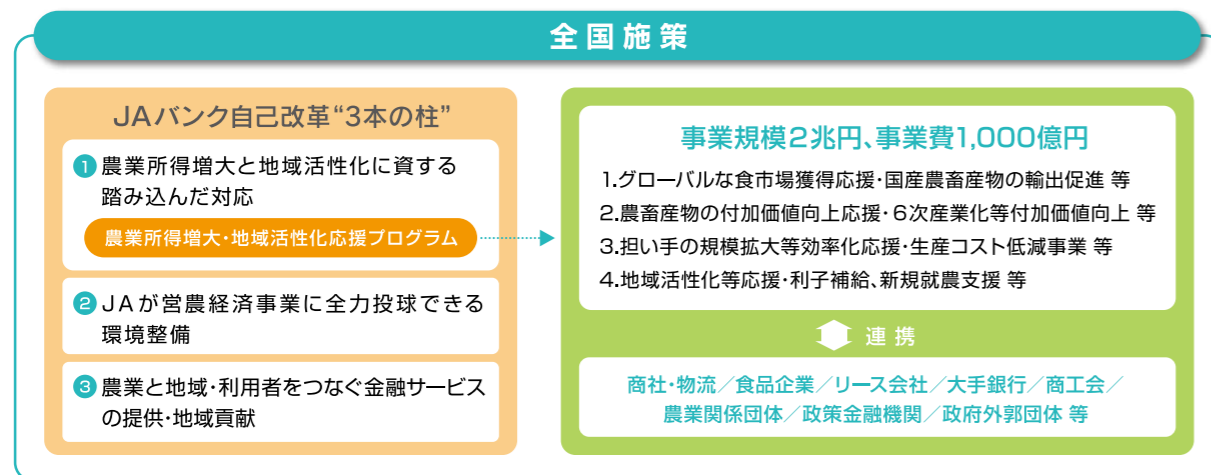 全国施策
JAバンク自己改革“3本の柱”
1 農業所得増大と地域活性化に資する
踏み込んだ対応
農業所得増大・地域活性化応援プログラム
2 JAが営農経済事業に全力投球できる
環境整備
3 農業と地域・利用者をつなぐ金融サービス
の提供・地域貢献
事業規模2兆円、事業費1,000億円
1.グローバルな食市場獲得応援・国産農畜産物の輸出促進 等
2.農畜産物の付加価値向上応援・6次産業化等付加価値向上 等
3.担い手の規模拡大等効率化応援・生産コスト低減事業 等
4.地域活性化等応援・利子補給、新規就農支援 等
連携
商社・物流／食品企業／リース会社／大手銀行／商工会／
農業関係団体／政策金融機関／政府外郭団体 等